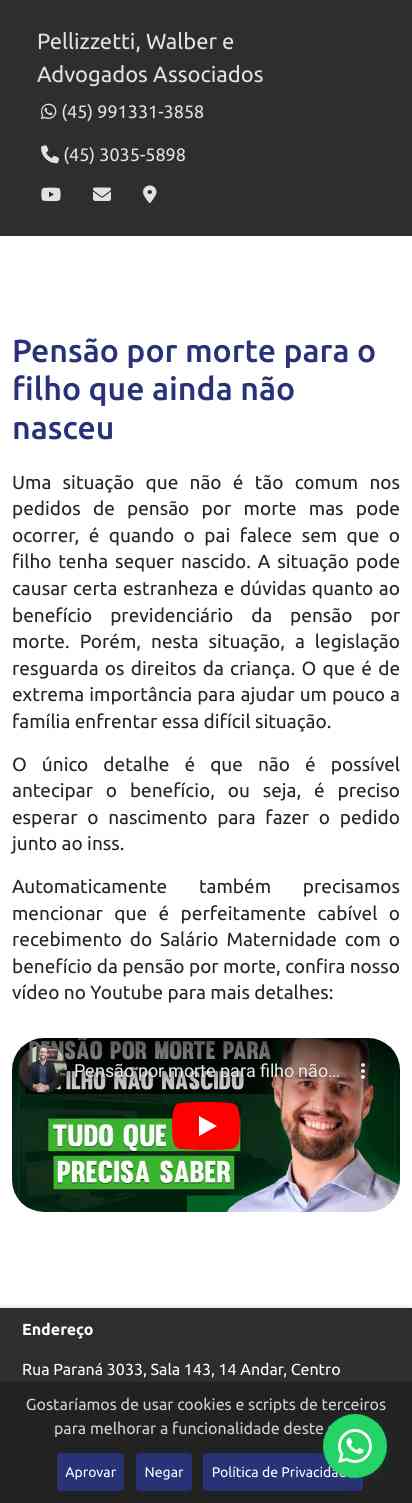 Pellizzetti, Walber e
Advogados Associados
(45) 991331-3858
(45) 3035-5898
Pensão por morte para o
filho que ainda não
nasceu
Uma situação que não é tão comum nos
pedidos de pensão por morte mas pode
ocorrer, é quando o pai falece sem que o
filho tenha sequer nascido. A situação pode
causar certa estranheza e dúvidas quanto ao
benefício previdenciário da pensão por
morte. Porém, nesta situação, a legislação
resguarda os direitos da criança. O que é de
extrema importância para ajudar um pouco a
família enfrentar essa difícil situação.
O único detalhe é que não é possível
antecipar o benefício, ou seja, é preciso
esperar o nascimento para fazer o pedido
junto ao inss.
Automaticamente também precisamos
mencionar que é perfeitamente cabível o
recebimento do Salário Maternidade com o
benefício da pensão por morte, confira nosso
vídeo no Youtube para mais detalhes:
PENSÃO POR MORTE PARA
Pensão por morte para filho não...
FILHO NÃO NASCIDO
TUDO QUE
PRECISA SABER
Endereço
Rua Paraná 3033, Sala 143, 14 Andar, Centro
Gostaríamos de usar cookies e scripts de terceiros
para melhorar a funcionalidade deste
Aprovar Negar Política de Privacidade